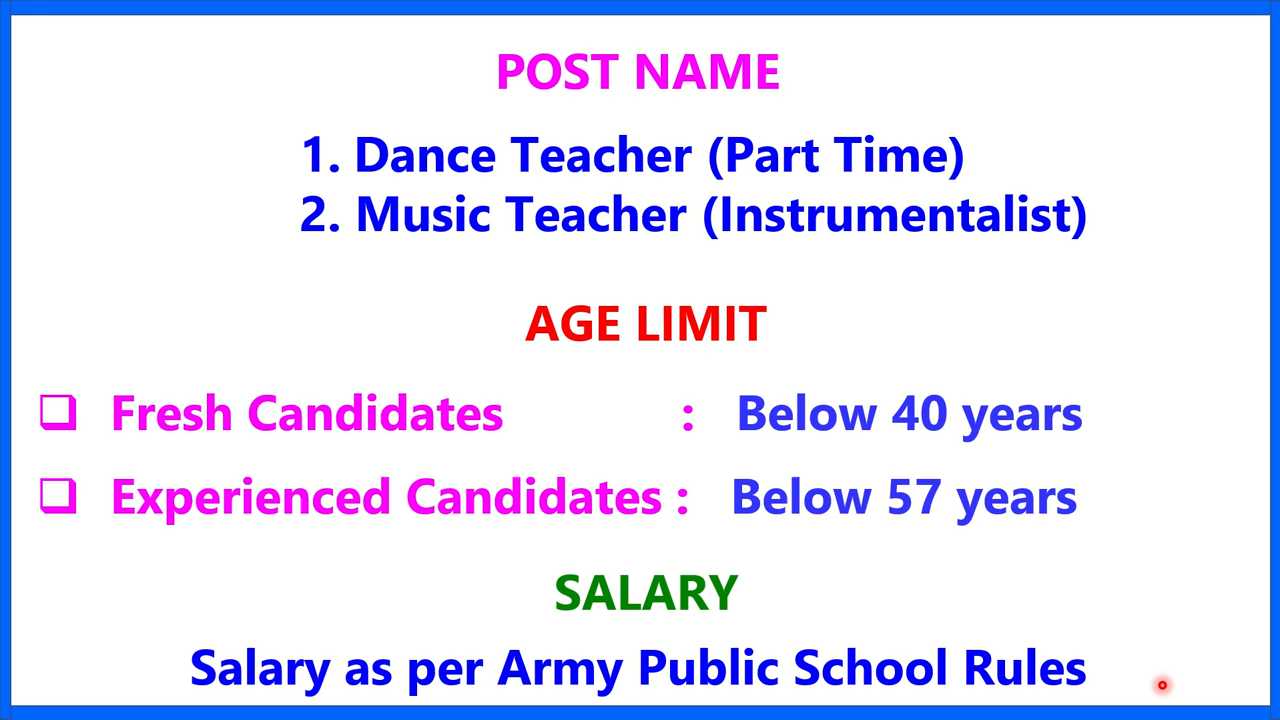 POST NAME
1. Dance Teacher (Part Time)
2. Music Teacher (Instrumentalist)
AGE LIMIT
❑ Fresh Candidates : Below 40 years
❑ Experienced Candidates : Below 57 years
SALARY
Salary as per Army Public School Rules